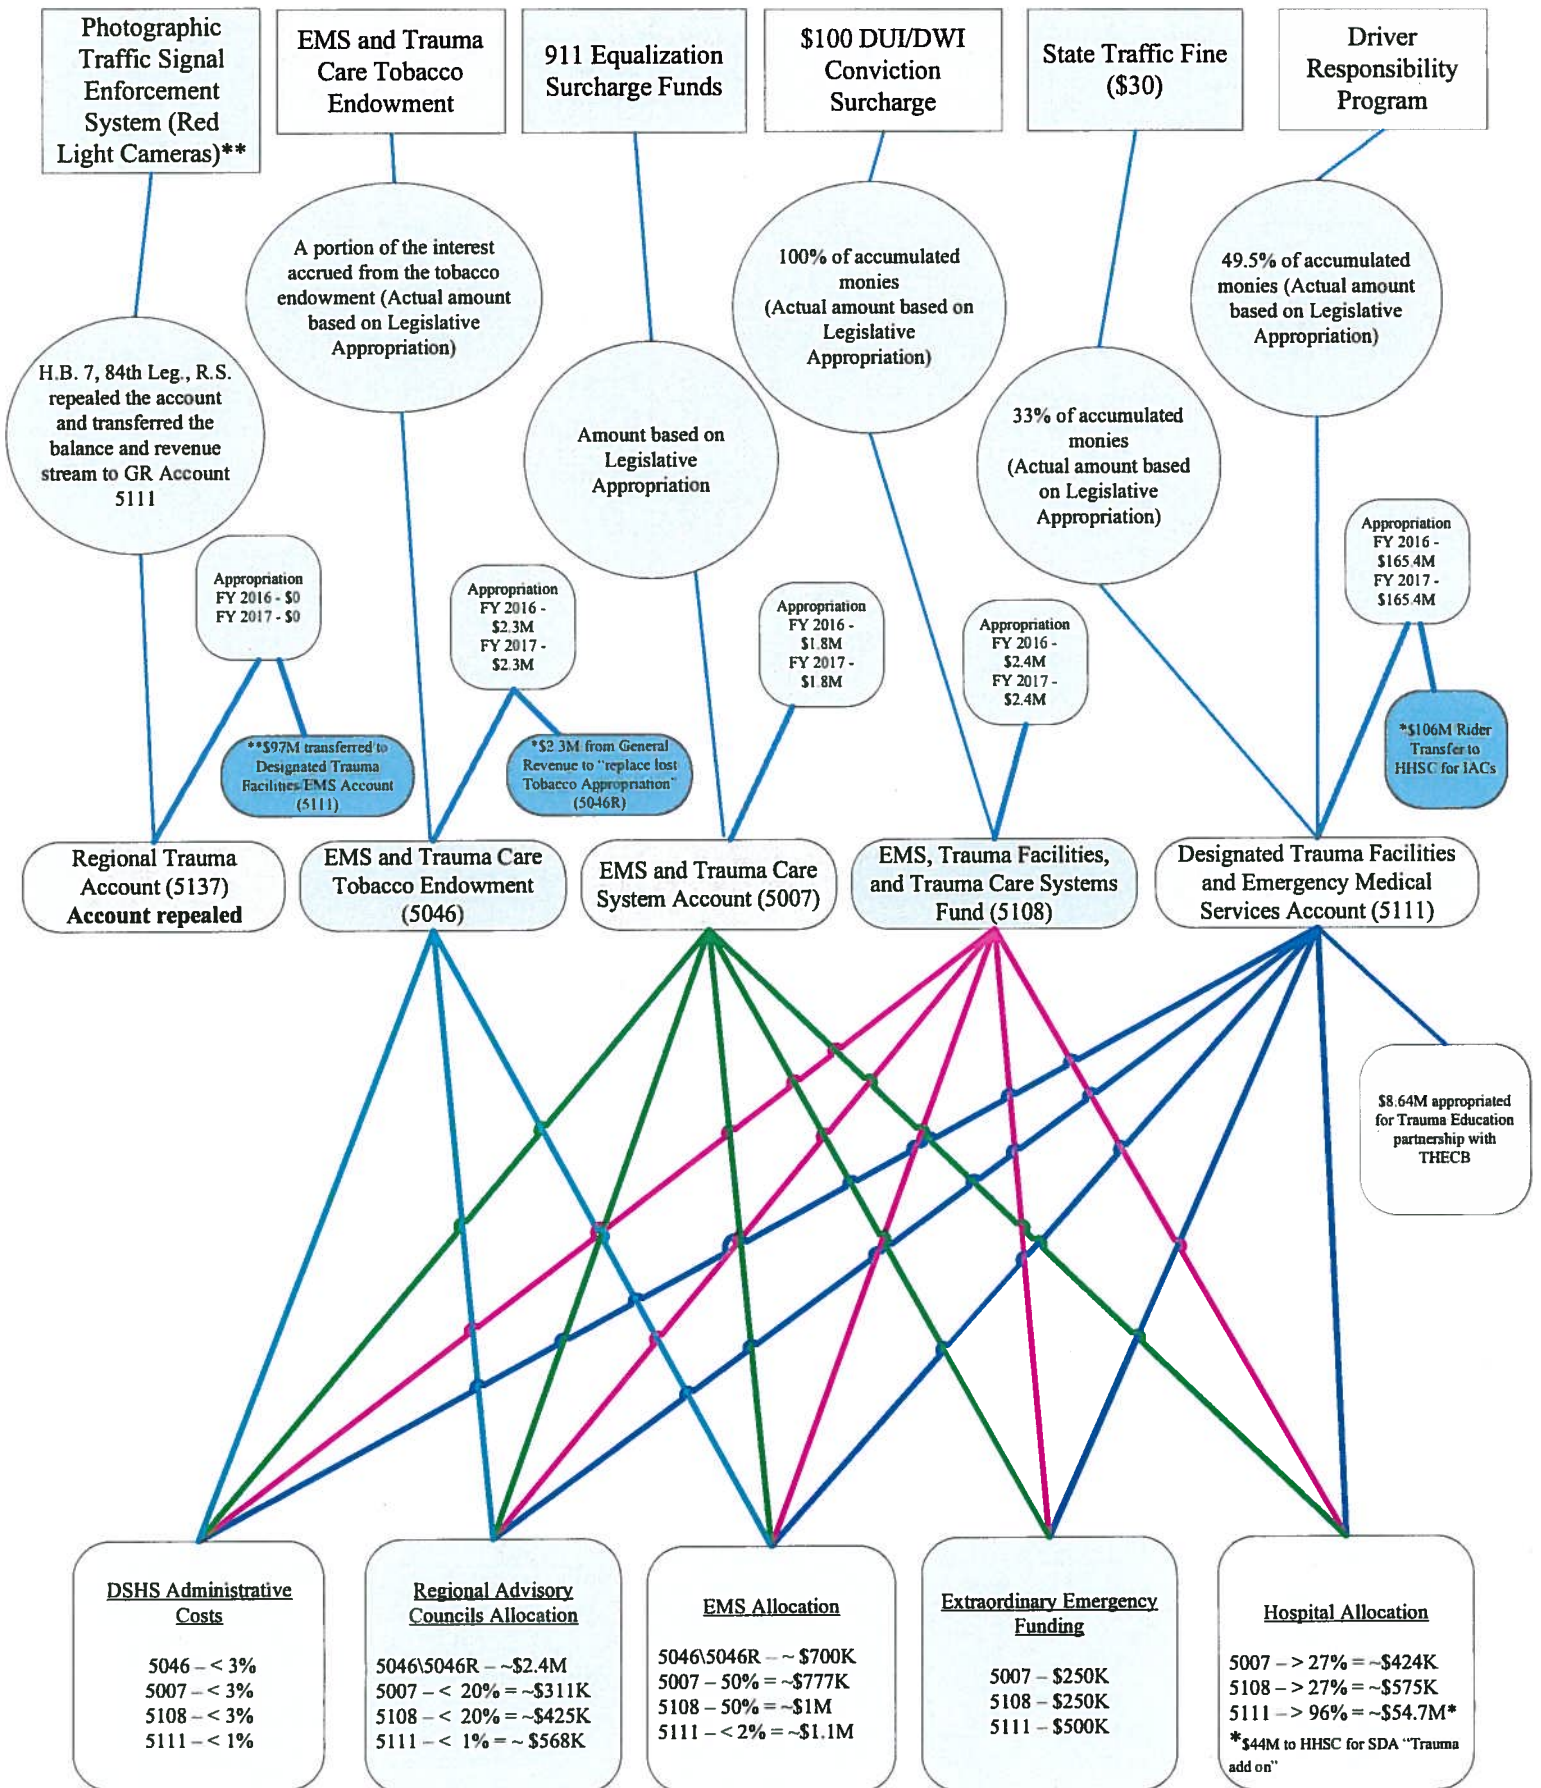 Photographic
Traffic Signal
Enforcement
System (Red
Light Cameras)**
EMS and Trauma
Care Tobacco
Endowment
911 Equalization
Surcharge Funds
$100 DUI/DWI
Conviction
Surcharge
State Traffic Fine
($30)
Driver
Responsibility
Program
H.B. 7, 84th Leg., R.S.
repealed the account
and transferred the
balance and revenue
stream to GR Account
5111
A portion of the interest
accrued from the tobacco
endowment (Actual amount
based on Legislative
Appropriation)
Amount based on
Legislative
Appropriation
100% of accumulated
monies
(Actual amount based on
Legislative
Appropriation)
33% of accumulated
monies
(Actual amount based
on Legislative
Appropriation)
49.5% of accumulated
monies (Actual amount
based on Legislative
Appropriation)
Appropriation
FY 2016 - $0
FY 2017 - $0
Appropriation
FY 2016 -
$2.3M
FY 2017 -
$2.3M
Appropriation
FY 2016 -
$1.8M
FY 2017 -
$1.8M
Appropriation
FY 2016 -
$2.4M
FY 2017 -
$2.4M
Appropriation
FY 2016 -
$165.4M
FY 2017 -
$165.4M
**$97M transferred to
Designated Trauma
Facilities/EMS Account
(5111)
*$2.3M from General
Revenue to "replace lost
Tobacco Appropriation"
(5046R)
*$106M Rider
Transfer to
HHSC for IACs
Regional Trauma
Account (5137)
Account repealed
EMS and Trauma Care
Tobacco Endowment
(5046)
EMS and Trauma Care
System Account (5007)
EMS, Trauma Facilities,
and Trauma Care Systems
Fund (5108)
Designated Trauma Facilities
and Emergency Medical
Services Account (5111)
$8.64M appropriated
for Trauma Education
partnership with
THECB
DSHS Administrative
Costs
5046 – < 3%
5007 – < 3%
5108 – < 3%
5111 – < 1%
Regional Advisory
Councils Allocation
5046\5046R – ~$2.4M
5007 – < 20% = ~$311K
5108 – < 20% = ~$425K
5111 – < 1% = ~ $568K
EMS Allocation
5046\5046R – ~ $700K
5007 – 50% = ~$777K
5108 – 50% = ~$1M
5111 – < 2% = ~$1.1M
Extraordinary Emergency
Funding
5007 – $250K
5108 – $250K
5111 – $500K
Hospital Allocation
5007 – > 27% = ~$424K
5108 – > 27% = ~$575K
5111 – > 96% = ~$54.7M*
*$44M to HHSC for SDA "Trauma
add on"